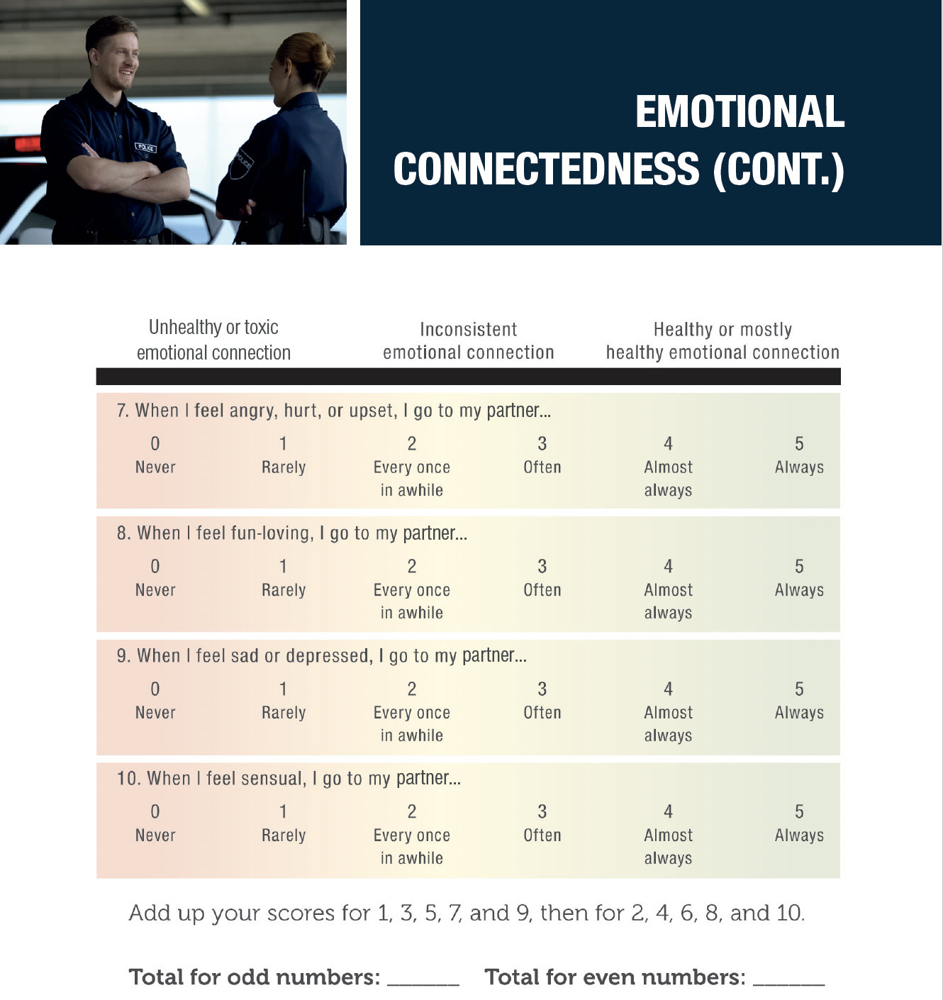 POLICE
POLICE
EMOTIONAL
CONNECTEDNESS (CONT.)
Unhealthy or toxic
emotional connection
Inconsistent
emotional connection
Healthy or mostly
healthy emotional connection
7. When I feel angry, hurt, or upset, I go to my partner...
0 1 2 3 4 5
Never Rarely Every once Often Almost Always
in awhile always
8. When I feel fun-loving, I go to my partner...
0 1 2 3 4 5
Never Rarely Every once Often Almost Always
in awhile always
9. When I feel sad or depressed, I go to my partner...
0 1 2 3 4 5
Never Rarely Every once Often Almost Always
in awhile always
10. When I feel sensual, I go to my partner...
0 1 2 3 4 5
Never Rarely Every once Often Almost Always
in awhile always
Add up your scores for 1, 3, 5, 7, and 9, then for 2, 4, 6, 8, and 10.
Total for odd numbers: ______ Total for even numbers: ______